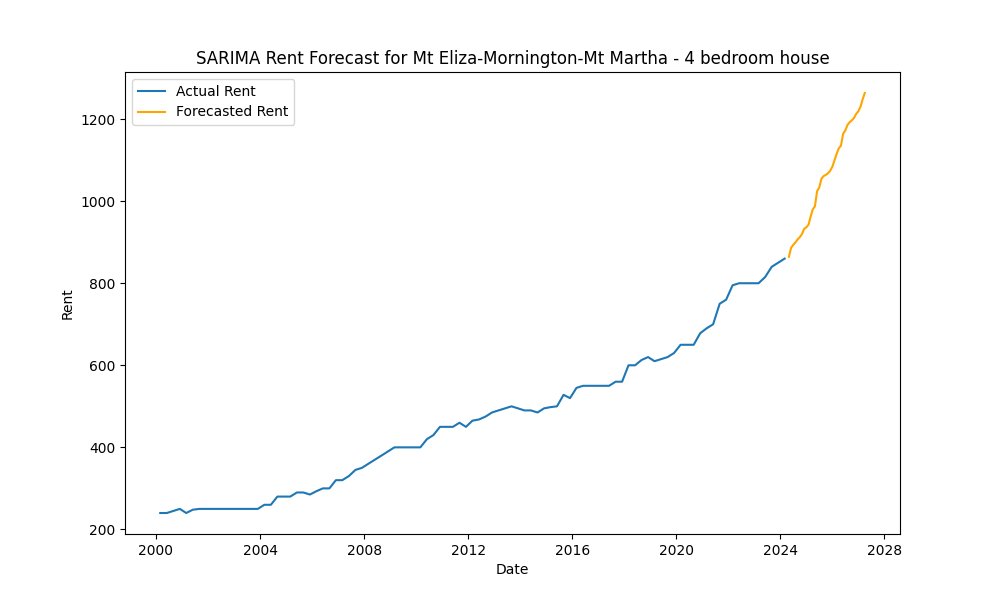 SARIMA Rent Forecast for Mt Eliza-Mornington-Mt Martha - 4 bedroom house
Actual Rent
Forecasted Rent
1200
1000
800
600
400
200
Rent
2000 2004 2008 2012 2016 2020 2024 2028
Date